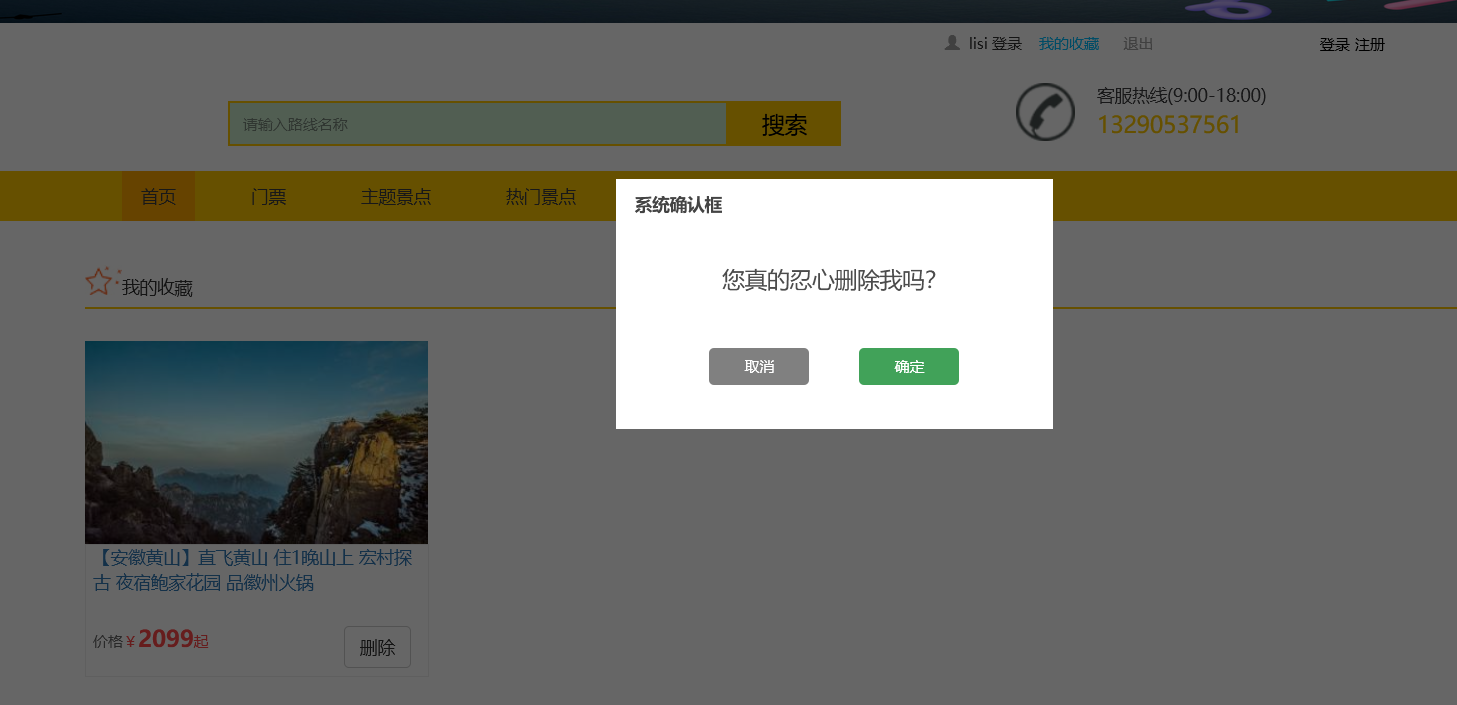 lisi 登录 我的收藏 退出 登录 注册
客服热线(9:00-18:00)
请输入路线名称 搜索
13290537561
首页 门票 主题景点 热门景点
系统确认框
您真的忍心删除我吗？
我的收藏
取消 确定
【安徽黄山】直飞黄山 住1晚山上 宏村探
古 夜宿鲍家花园 品徽州火锅
价格¥2099起
删除